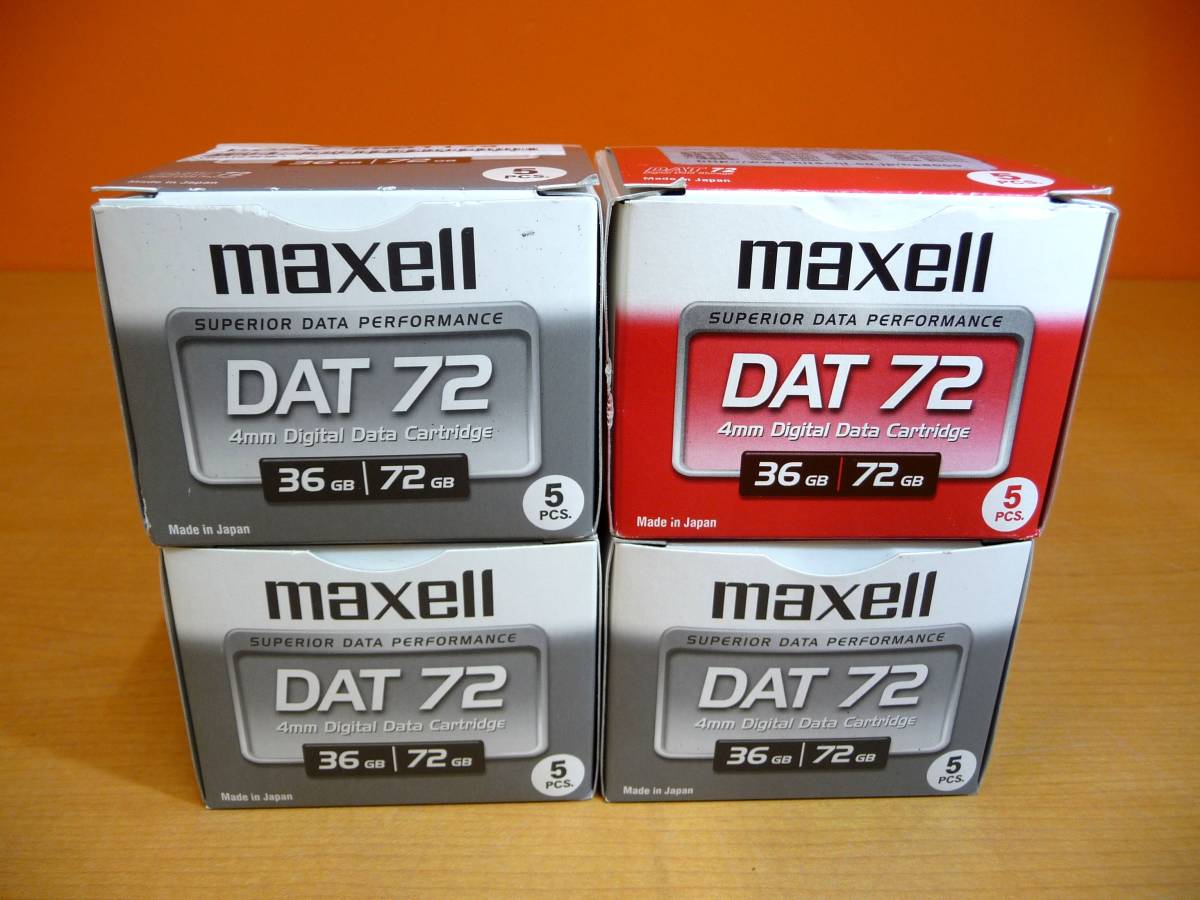 36 GB | 72 GB
5
PCS.
maxell
SUPERIOR DATA PERFORMANCE
DAT 72
4mm Digital Data Cartridge
36 GB | 72 GB
5
PCS.
Made in Japan
DAT 72
Made in Japan
5
PCS.
maxell
SUPERIOR DATA PERFORMANCE
DAT 72
4mm Digital Data Cartridge
36 GB | 72 GB
5
PCS.
Made in Japan
maxell
SUPERIOR DATA PERFORMANCE
DAT 72
4mm Digital Data Cartridge
36 GB | 72 GB
5
PCS.
Made in Japan
maxell
SUPERIOR DATA PERFORMANCE
DAT 72
4mm Digital Data Cartridge
36 GB | 72 GB
5
PCS.
Made in Japan